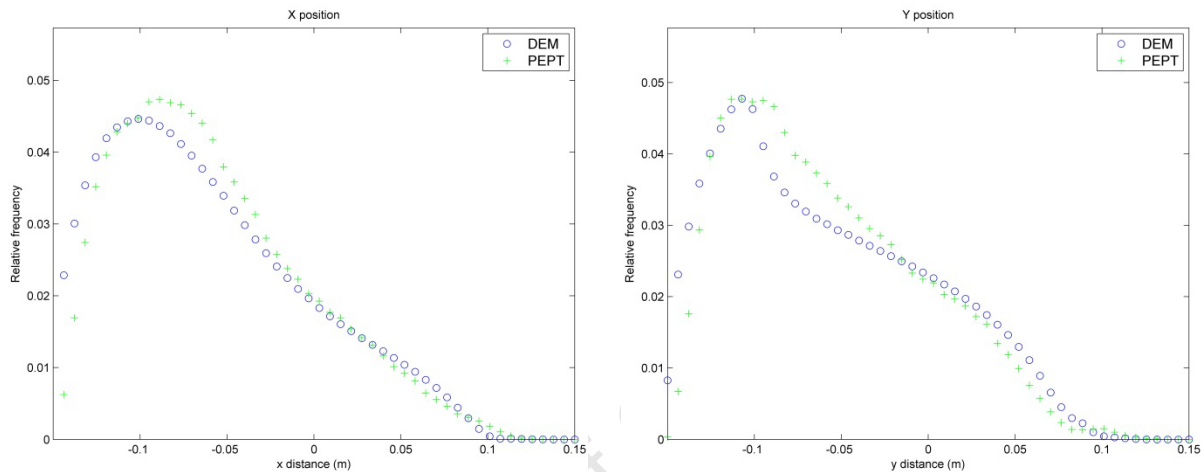 X position
DEM
PEPT
0.05
0.04
0.03
0.02
0.01
0
Relative frequency
-0.1
-0.05
0
0.05
0.1
0.15
x distance (m)
Y position
DEM
PEPT
0.05
0.04
0.03
0.02
0.01
0
Relative frequency
-0.1
-0.05
0
0.05
0.1
0.15
y distance (m)